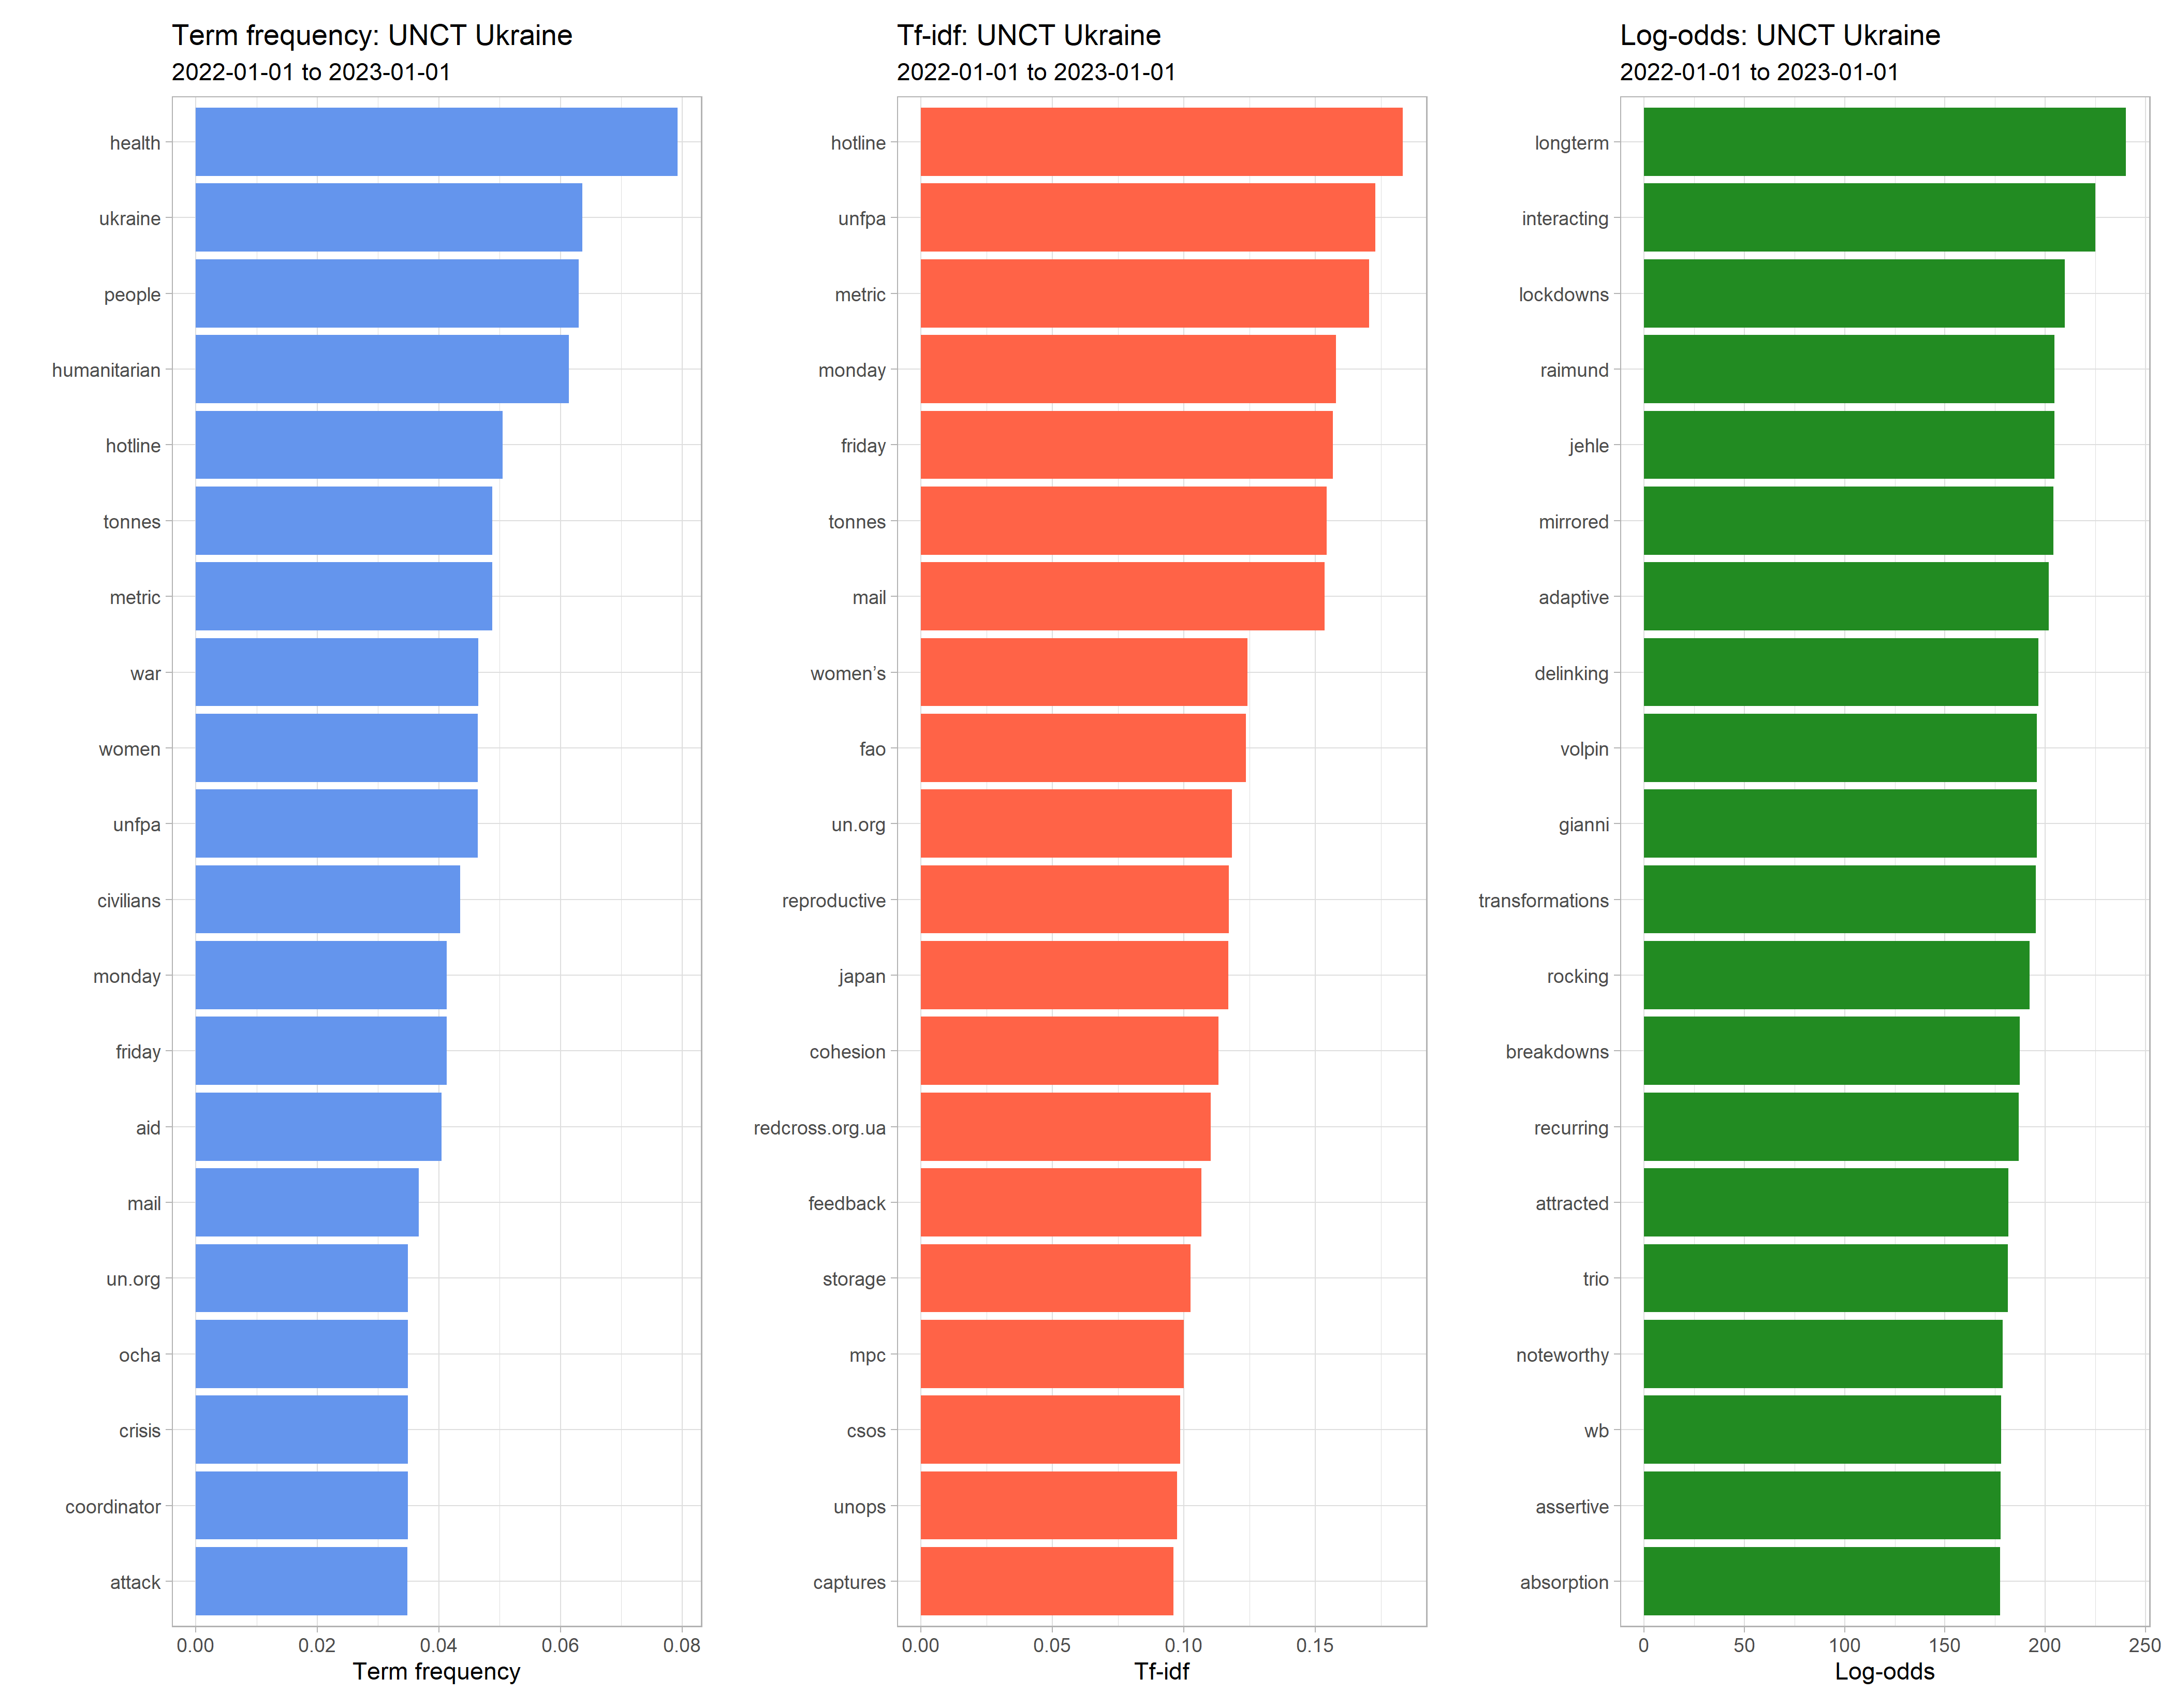 Term frequency: UNCT Ukraine
2022-01-01 to 2023-01-01
health
ukraine
people
humanitarian
hotline
tonnes
metric
war
women
unfpa
civilians
monday
friday
aid
mail
un.org
ocha
crisis
coordinator
attack
0.00 0.02 0.04 0.06 0.08
Term frequency
Tf-idf: UNCT Ukraine
2022-01-01 to 2023-01-01
hotline
unfpa
metric
monday
friday
tonnes
mail
women’s
fao
un.org
reproductive
japan
cohesion
redcross.org.ua
feedback
storage
mpc
csos
unops
captures
0.00 0.05 0.10 0.15
Tf-idf
Log-odds: UNCT Ukraine
2022-01-01 to 2023-01-01
longterm
interacting
lockdowns
raimund
jehle
mirrored
adaptive
delinking
volpin
gianni
transformations
rocking
breakdowns
recurring
attracted
trio
noteworthy
wb
assertive
absorption
0 50 100 150 200 250
Log-odds